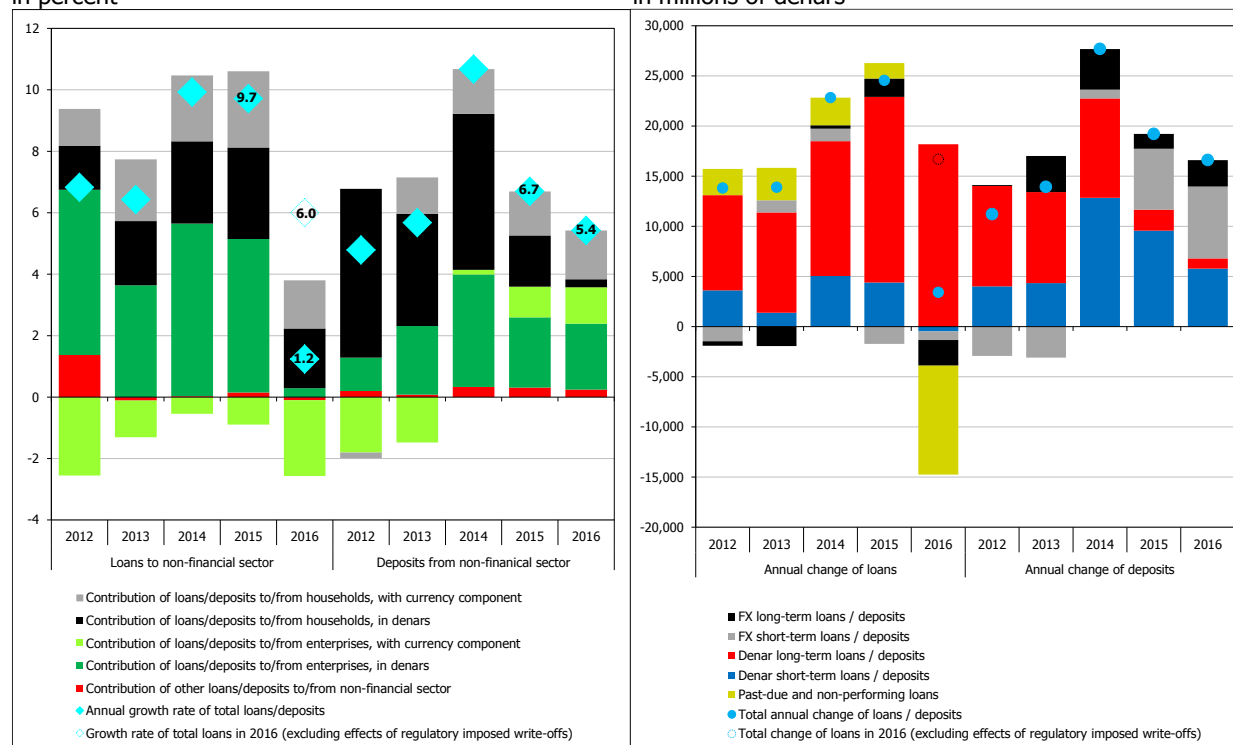 in percent
12
10
8
6
4
2
0
-2
-4
9.7
1.2
6.0
6.7
5.4
2012 2013 2014 2015 2016 2012 2013 2014 2015 2016
Loans to non-financial sector Deposits from non-finanical sector
Contribution of loans/deposits to/from households, with currency component
Contribution of loans/deposits to/from households, in denars
Contribution of loans/deposits to/from enterprises, with currency component
Contribution of loans/deposits to/from enterprises, in denars
Contribution of other loans/deposits to/from non-financial sector
Annual growth rate of total loans/deposits
Growth rate of total loans in 2016 (excluding effects of regulatory imposed write-offs)
in millions of denars
30,000
25,000
20,000
15,000
10,000
5,000
0
-5,000
-10,000
-15,000
-20,000
2012 2013 2014 2015 2016 2012 2013 2014 2015 2016
Annual change of loans Annual change of deposits
FX long-term loans / deposits
FX short-term loans / deposits
Denar long-term loans / deposits
Denar short-term loans / deposits
Past-due and non-performing loans
Total annual change of loans / deposits
Total change of loans in 2016 (excluding effects of regulatory imposed write-offs)